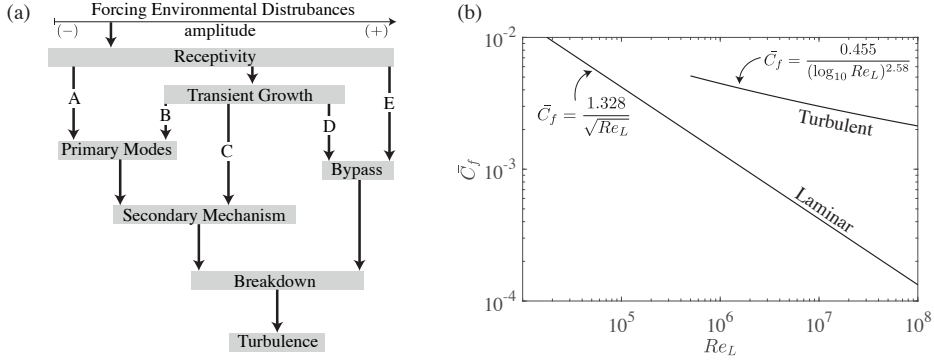 (a)
Forcing Environmental Distrubances
(−) amplitude (+)
Receptivity
A
Transient Growth
E
B
C
D
Primary Modes
Bypass
Secondary Mechanism
Breakdown
Turbulence
(b)
10^-2
C̄_f = 0.455 / (log_10 Re_L)^2.58
C̄_f = 1.328 / √Re_L
Turbulent
C̄_f
10^-3
Laminar
10^-4
10^5 10^6 10^7 10^8
Re_L